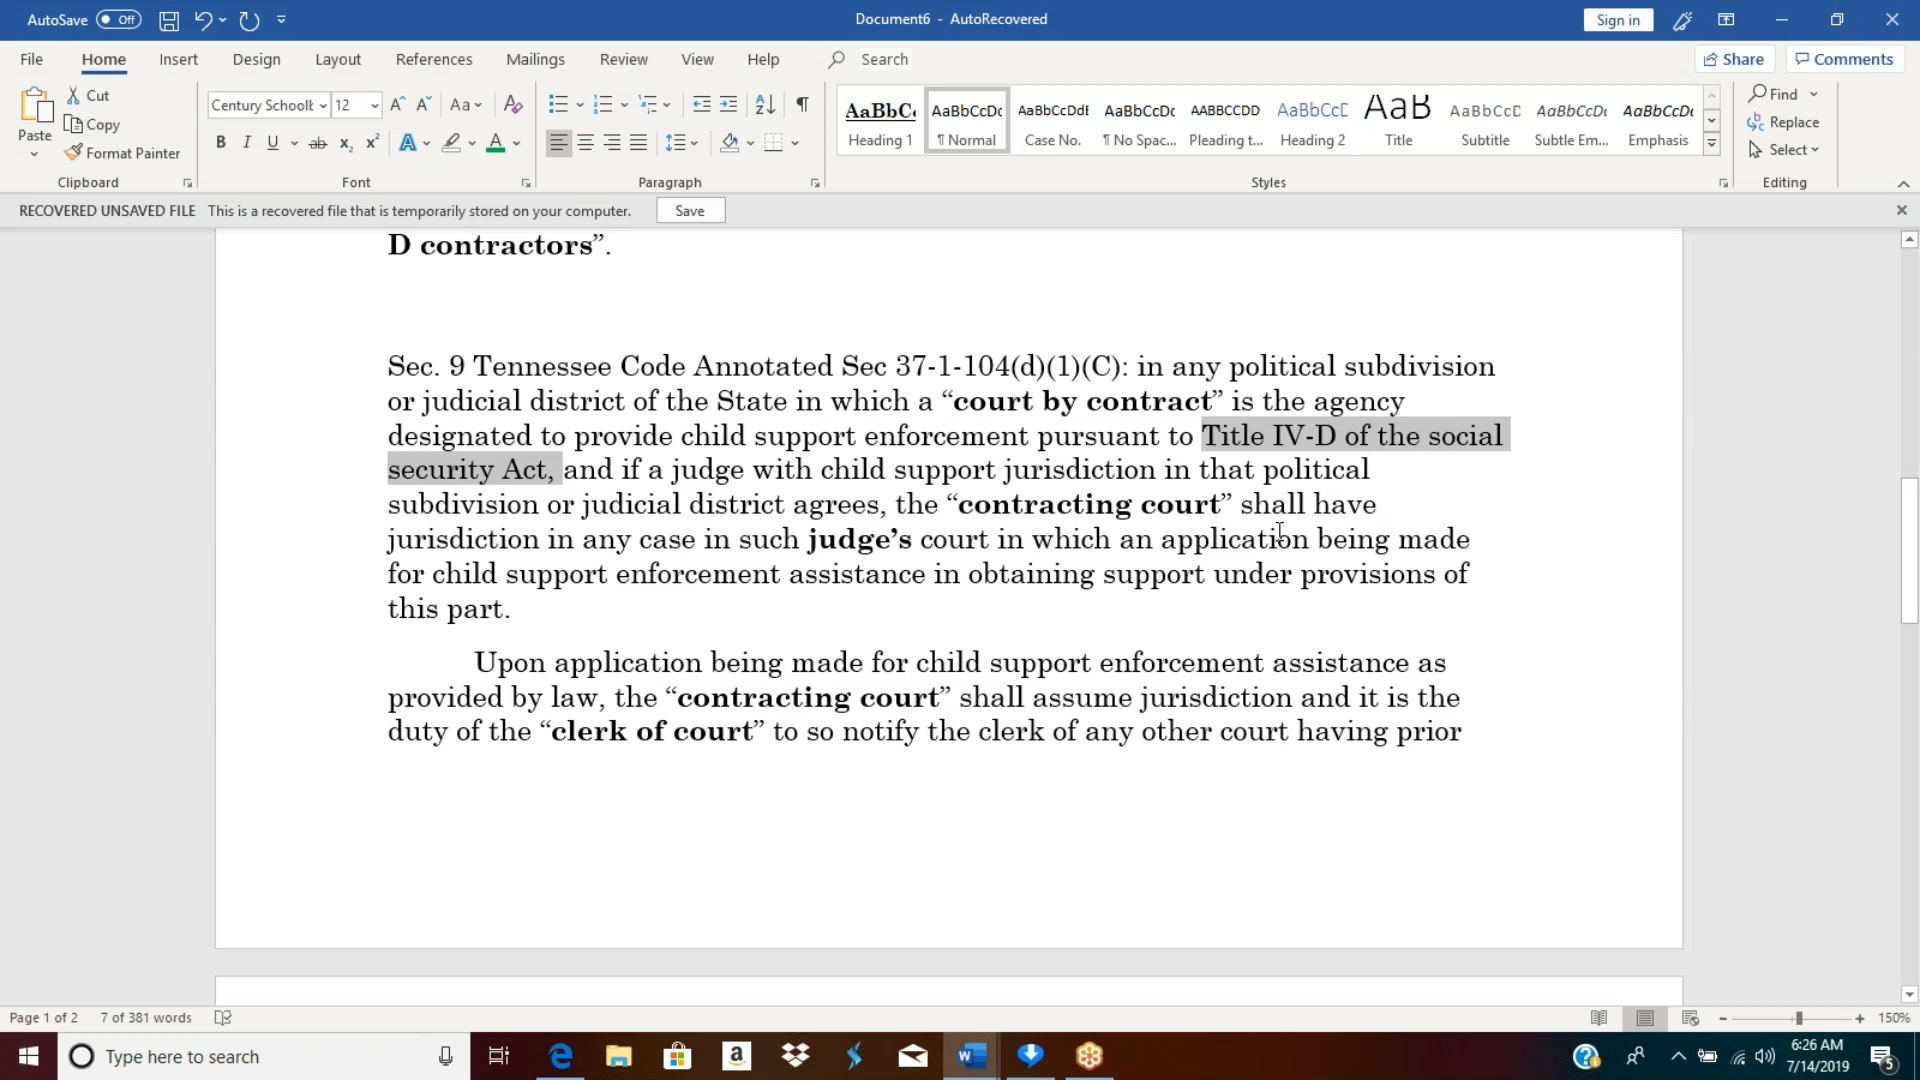 AutoSave Off
Document6 - AutoRecovered
Sign in
File Home Insert Design Layout References Mailings Review View Help Search
Share Comments
Paste
Cut
Copy
Format Painter
Clipboard
Century Schoolb 12
Font
Paragraph
AaBbC AaBbCcDc AaBbCcDdE AaBbCcDc AABBCCDD AaBbCcD AaB AaBbCcD AaBbCcDc AaBbCcDc
Heading 1 ¶ Normal Case No. ¶ No Spac... Pleading t... Heading 2 Title Subtitle Subtle Em... Emphasis
Styles
Find
Replace
Select
Editing
RECOVERED UNSAVED FILE This is a recovered file that is temporarily stored on your computer. Save
D contractors”.
Sec. 9 Tennessee Code Annotated Sec 37-1-104(d)(1)(C): in any political subdivision
or judicial district of the State in which a “court by contract” is the agency
designated to provide child support enforcement pursuant to Title IV-D of the social
security Act, and if a judge with child support jurisdiction in that political
subdivision or judicial district agrees, the “contracting court” shall have
jurisdiction in any case in such judge’s court in which an application being made
for child support enforcement assistance in obtaining support under provisions of
this part.
Upon application being made for child support enforcement assistance as
provided by law, the “contracting court” shall assume jurisdiction and it is the
duty of the “clerk of court” to so notify the clerk of any other court having prior
Page 1 of 2 7 of 381 words
150%
Type here to search
6:26 AM
7/14/2019
5